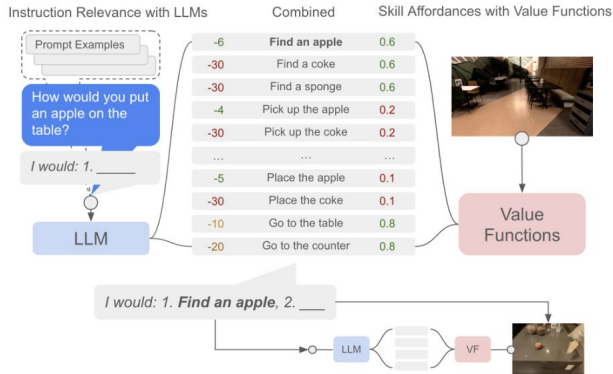 Instruction Relevance with LLMs
Combined
Skill Affordances with Value Functions
Prompt Examples
How would you put
an apple on the
table?
I would: 1. _____
LLM
-6 Find an apple 0.6
-30 Find a coke 0.6
-30 Find a sponge 0.6
-4 Pick up the apple 0.2
-30 Pick up the coke 0.2
... ... ...
-5 Place the apple 0.1
-30 Place the coke 0.1
-10 Go to the table 0.8
-20 Go to the counter 0.8
Value
Functions
I would: 1. Find an apple, 2. ___
LLM
VF